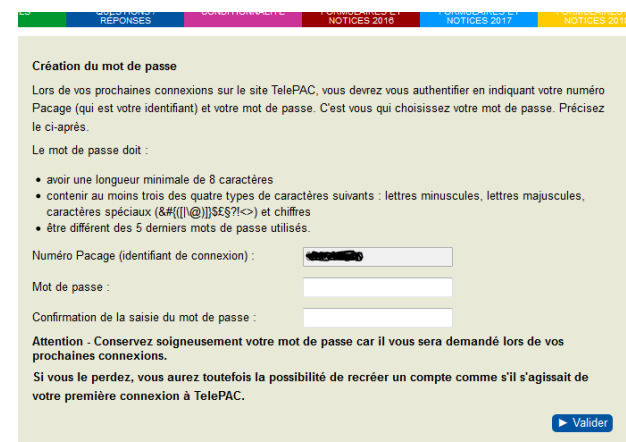 QUESTIONS / RÉPONSES
CONDITIONNALITÉ
FORMULAIRES ET NOTICES 2016
FORMULAIRES ET NOTICES 2017
FORMULAIRES ET NOTICES 2018
Création du mot de passe
Lors de vos prochaines connexions sur le site TelePAC, vous devrez vous authentifier en indiquant votre numéro
Pacage (qui est votre identifiant) et votre mot de passe. C'est vous qui choisissez votre mot de passe. Précisez
le ci-après.
Le mot de passe doit :
• avoir une longueur minimale de 8 caractères
• contenir au moins trois des quatre types de caractères suivants : lettres minuscules, lettres majuscules,
caractères spéciaux (&#{([|\@)]}$£§?!<>) et chiffres
• être différent des 5 derniers mots de passe utilisés.
Numéro Pacage (identifiant de connexion) :
Mot de passe :
Confirmation de la saisie du mot de passe :
Attention - Conservez soigneusement votre mot de passe car il vous sera demandé lors de vos
prochaines connexions.
Si vous le perdez, vous aurez toutefois la possibilité de recréer un compte comme s'il s'agissait de
votre première connexion à TelePAC.
► Valider